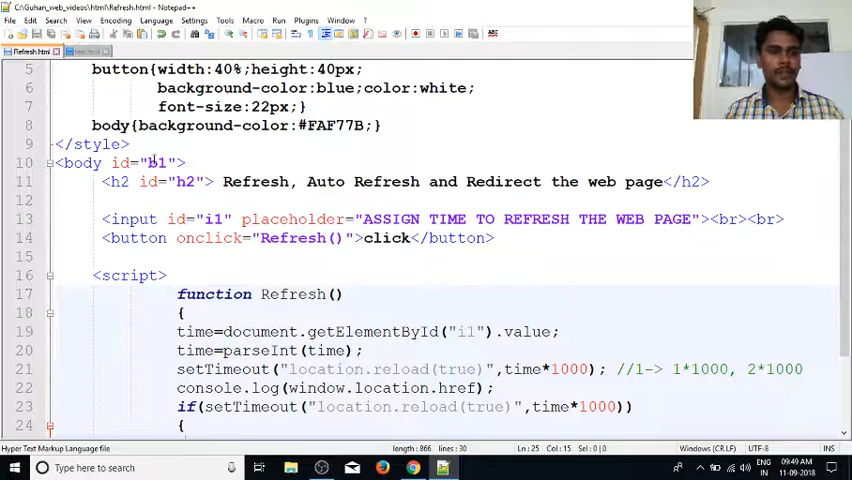 C:\Guhan_web_videos\html\Refresh.html - Notepad++
File Edit Search View Encoding Language Settings Tools Macro Run Plugins Window ?
Refresh.html
5 button{width:40%;height:40px;
6 background-color:blue;color:white;
7 font-size:22px;}
8 body{background-color:#FAF77B;}
9 </style>
10 <body id="b1">
11 <h2 id="h2"> Refresh, Auto Refresh and Redirect the web page</h2>
12
13 <input id="i1" placeholder="ASSIGN TIME TO REFRESH THE WEB PAGE"><br><br>
14 <button onclick="Refresh()">click</button>
15
16 <script>
17 function Refresh()
18 {
19 time=document.getElementById("i1").value;
20 time=parseInt(time);
21 setTimeout("location.reload(true)",time*1000); //1-> 1*1000, 2*1000
22 console.log(window.location.href);
23 if(setTimeout("location.reload(true)",time*1000))
24 {
Hyper Text Markup Language file length : 866 lines : 30 Ln : 25 Col : 15 Sel : 0 | 0 Windows (CR LF) UTF-8 INS
Type here to search ENG 09:49 AM
IN 11-09-2018